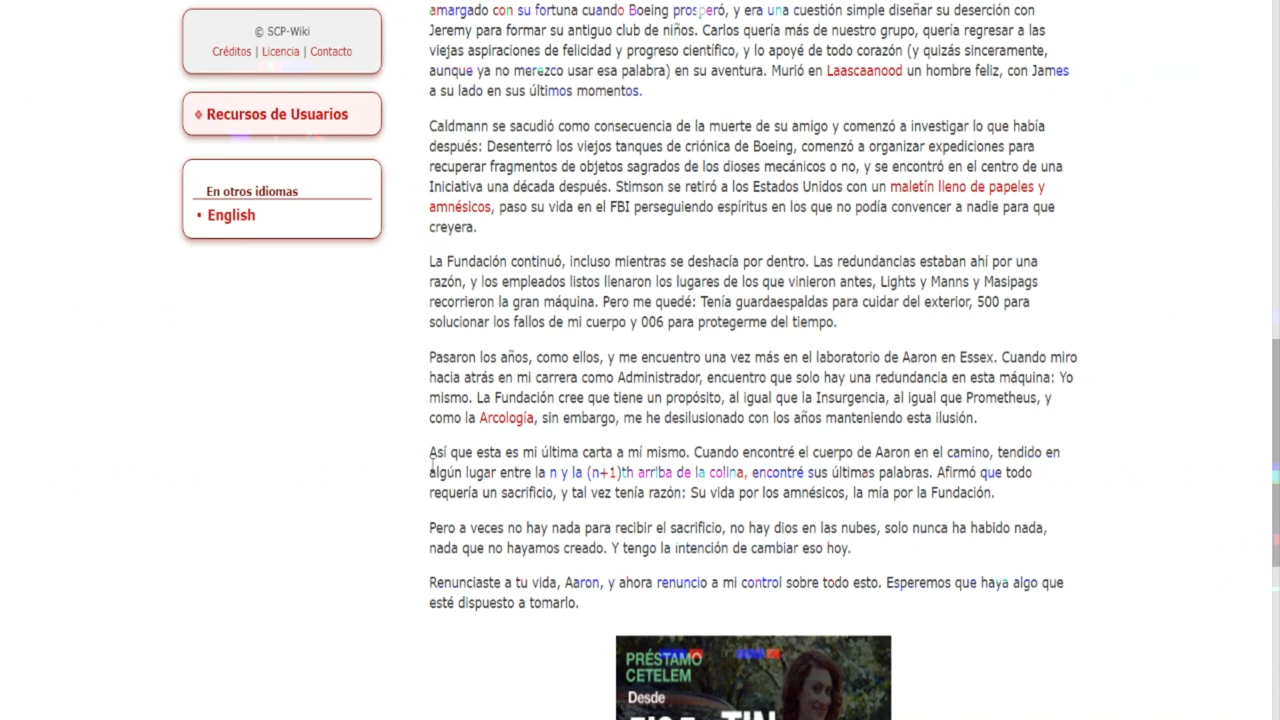 © SCP-Wiki
Créditos | Licencia | Contacto
Recursos de Usuarios
En otros idiomas
English
amargado con su fortuna cuando Boeing prosperó, y era una cuestión simple diseñar su deserción con
Jeremy para formar su antiguo club de niños. Carlos quería más de nuestro grupo, quería regresar a las
viejas aspiraciones de felicidad y progreso científico, y lo apoyé de todo corazón (y quizás sinceramente,
aunque ya no merezco usar esa palabra) en su aventura. Murió en Laascaanood un hombre feliz, con James
a su lado en sus últimos momentos.
Caldmann se sacudió como consecuencia de la muerte de su amigo y comenzó a investigar lo que había
después: Desenterró los viejos tanques de criónica de Boeing, comenzó a organizar expediciones para
recuperar fragmentos de objetos sagrados de los dioses mecánicos o no, y se encontró en el centro de una
Iniciativa una década después. Stimson se retiró a los Estados Unidos con un maletín lleno de papeles y
amnésicos, paso su vida en el FBI perseguiendo espíritus en los que no podía convencer a nadie para que
creyera.
La Fundación continuó, incluso mientras se deshacía por dentro. Las redundancias estaban ahí por una
razón, y los empleados listos llenaron los lugares de los que vinieron antes, Lights y Manns y Masipags
recorrieron la gran máquina. Pero me quedé: Tenía guardaespaldas para cuidar del exterior, 500 para
solucionar los fallos de mi cuerpo y 006 para protegerme del tiempo.
Pasaron los años, como ellos, y me encuentro una vez más en el laboratorio de Aaron en Essex. Cuando miro
hacia atrás en mi carrera como Administrador, encuentro que solo hay una redundancia en esta máquina: Yo
mismo. La Fundación cree que tiene un propósito, al igual que la Insurgencia, al igual que Prometheus, y
como la Arcología, sin embargo, me he desilusionado con los años manteniendo esta ilusión.
Así que esta es mi última carta a mí mismo. Cuando encontré el cuerpo de Aaron en el camino, tendido en
algún lugar entre la n y la (n+1)th arriba de la colina, encontré sus últimas palabras. Afirmó que todo
requería un sacrificio, y tal vez tenía razón: Su vida por los amnésicos, la mía por la Fundación.
Pero a veces no hay nada para recibir el sacrificio, no hay dios en las nubes, solo nunca ha habido nada,
nada que no hayamos creado. Y tengo la intención de cambiar eso hoy.
Renunciaste a tu vida, Aaron, y ahora renuncio a mi control sobre todo esto. Esperemos que haya algo que
esté dispuesto a tomarlo.
PRÉSTAMO
CETELEM
Desde
TIN